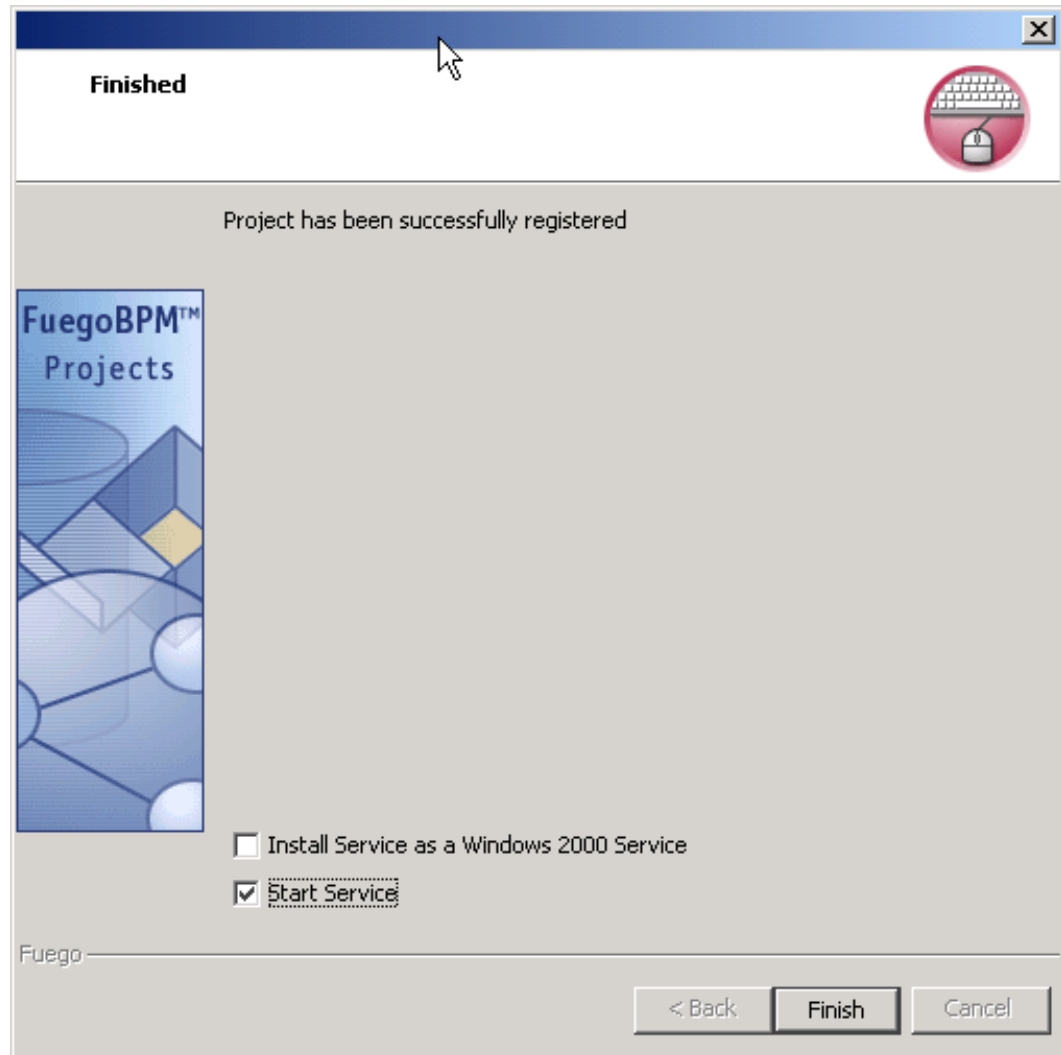 Finished
Project has been successfully registered
FuegoBPM™
Projects
Install Service as a Windows 2000 Service
Start Service
Fuego
< Back
Finish
Cancel